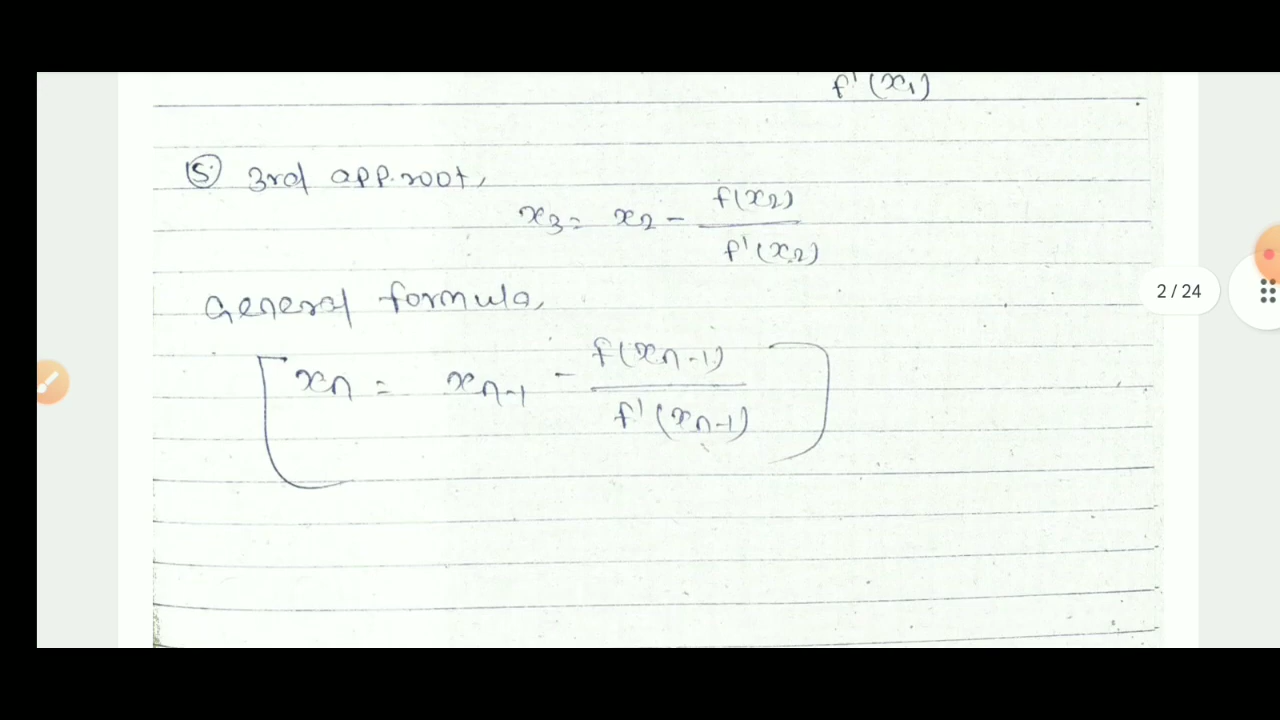 f'(x₁)
⑤ 3rd app. root,
x₃ = x₂ - f(x₂) / f'(x₂)
2 / 24
General formula,
xₙ = xₙ₋₁ - f(xₙ₋₁) / f'(xₙ₋₁)